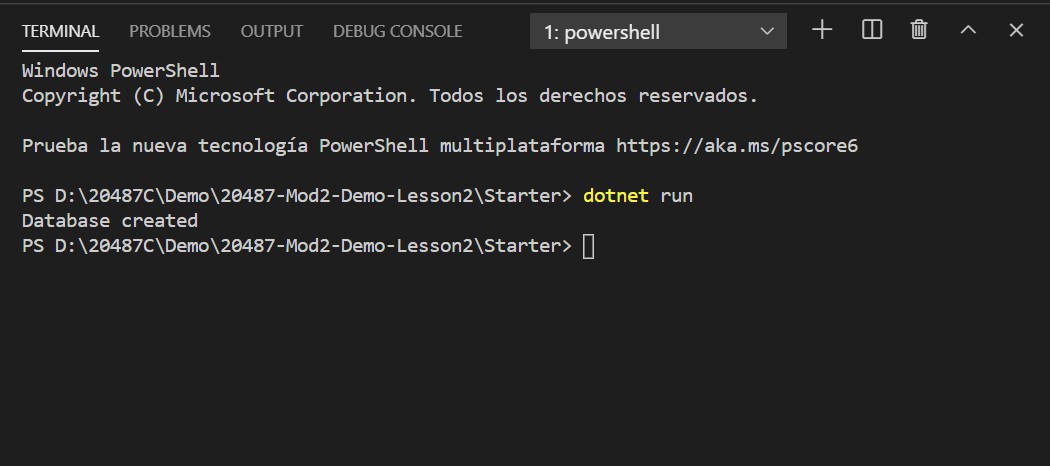 TERMINAL PROBLEMS OUTPUT DEBUG CONSOLE 1: powershell
Windows PowerShell
Copyright (C) Microsoft Corporation. Todos los derechos reservados.
Prueba la nueva tecnología PowerShell multiplataforma https://aka.ms/pscore6
PS D:\20487C\Demo\20487-Mod2-Demo-Lesson2\Starter> dotnet run
Database created
PS D:\20487C\Demo\20487-Mod2-Demo-Lesson2\Starter>